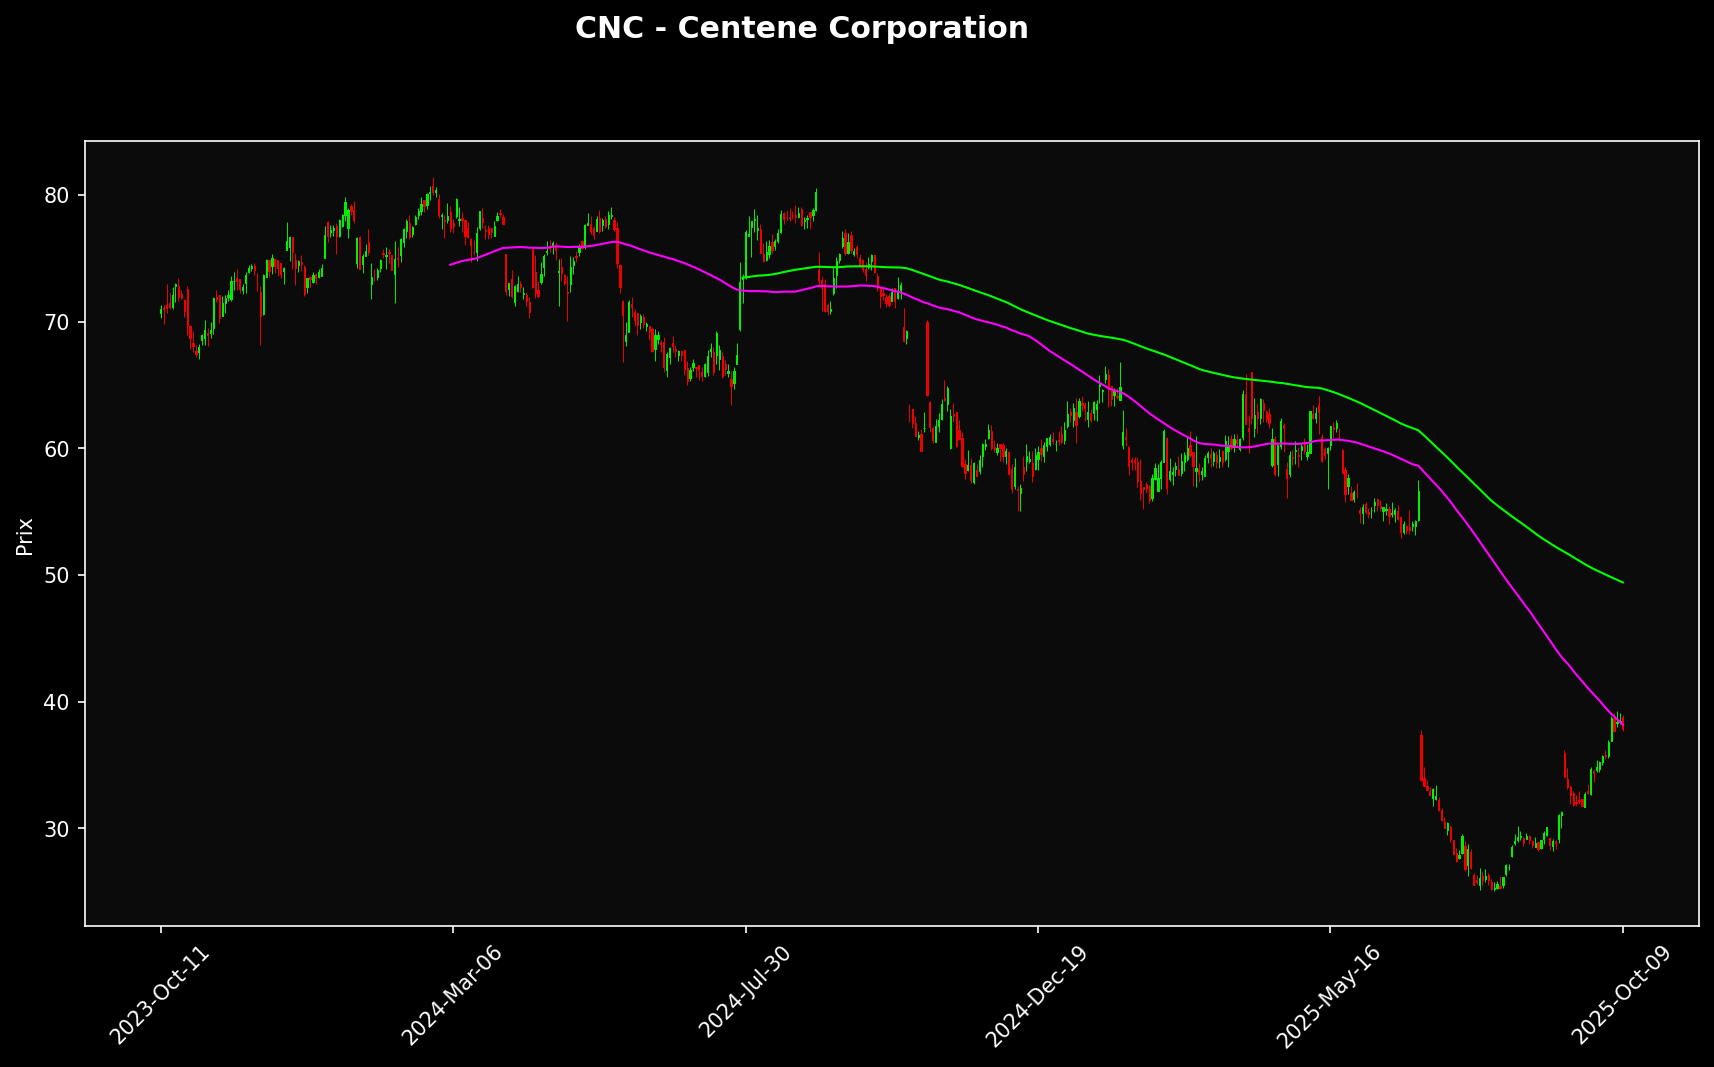 CNC - Centene Corporation
Prix
80
70
60
50
40
30
2023-Oct-11
2024-Mar-06
2024-Jul-30
2024-Dec-19
2025-May-16
2025-Oct-09